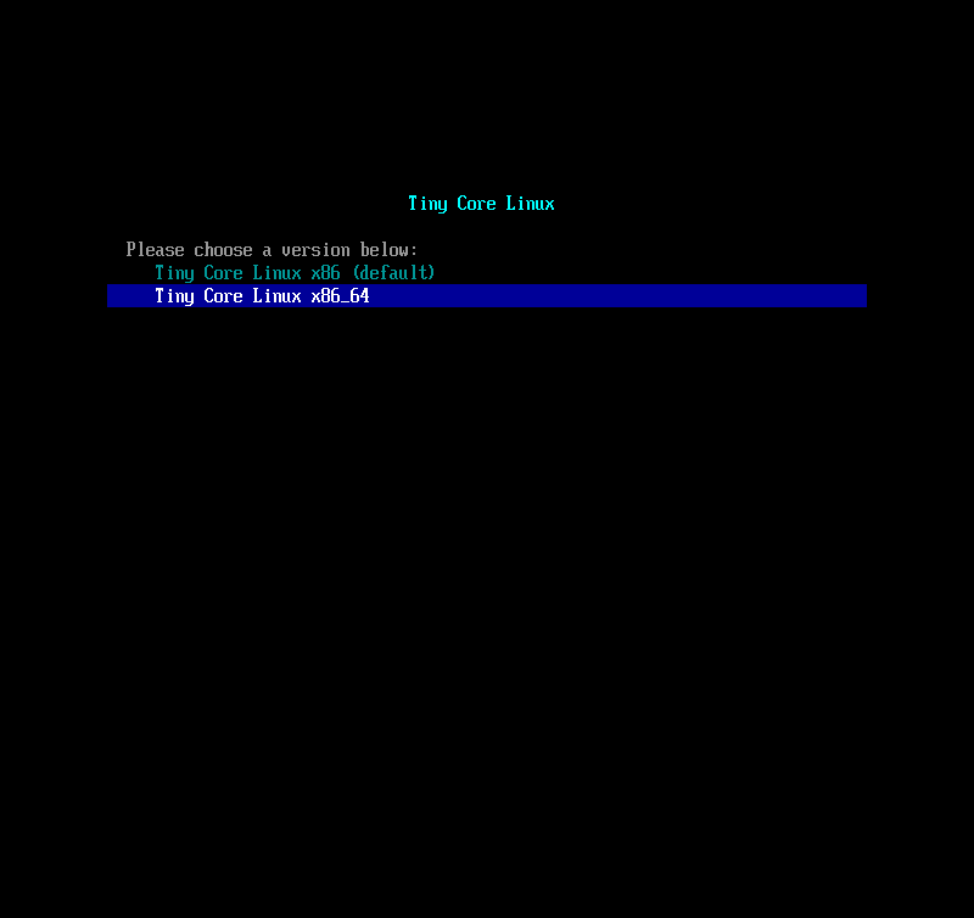 Tiny Core Linux
Please choose a version below:
Tiny Core Linux x86 (default)
Tiny Core Linux x86_64